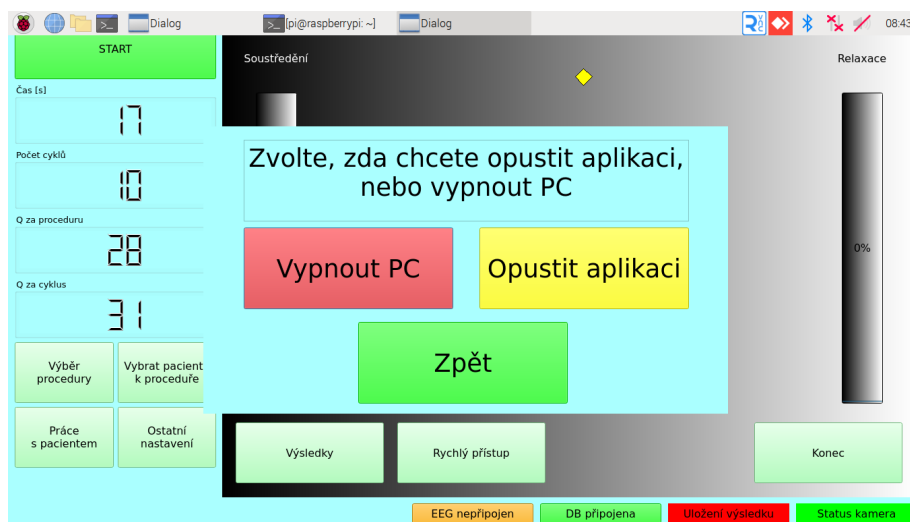 Dialog
[pi@raspberrypi: ~]
Dialog
08:43
START
Soustředění
Relaxace
Čas [s]
17
Počet cyklů
10
Q za proceduru
28
Q za cyklus
31
Zvolte, zda chcete opustit aplikaci,
nebo vypnout PC
Vypnout PC
Opustit aplikaci
Zpět
0%
Výběr
procedury
Vybrat pacient
k proceduře
Práce
s pacientem
Ostatní
nastavení
Výsledky
Rychlý přístup
Konec
EEG nepřipojen
DB připojena
Uložení výsledku
Status kamera